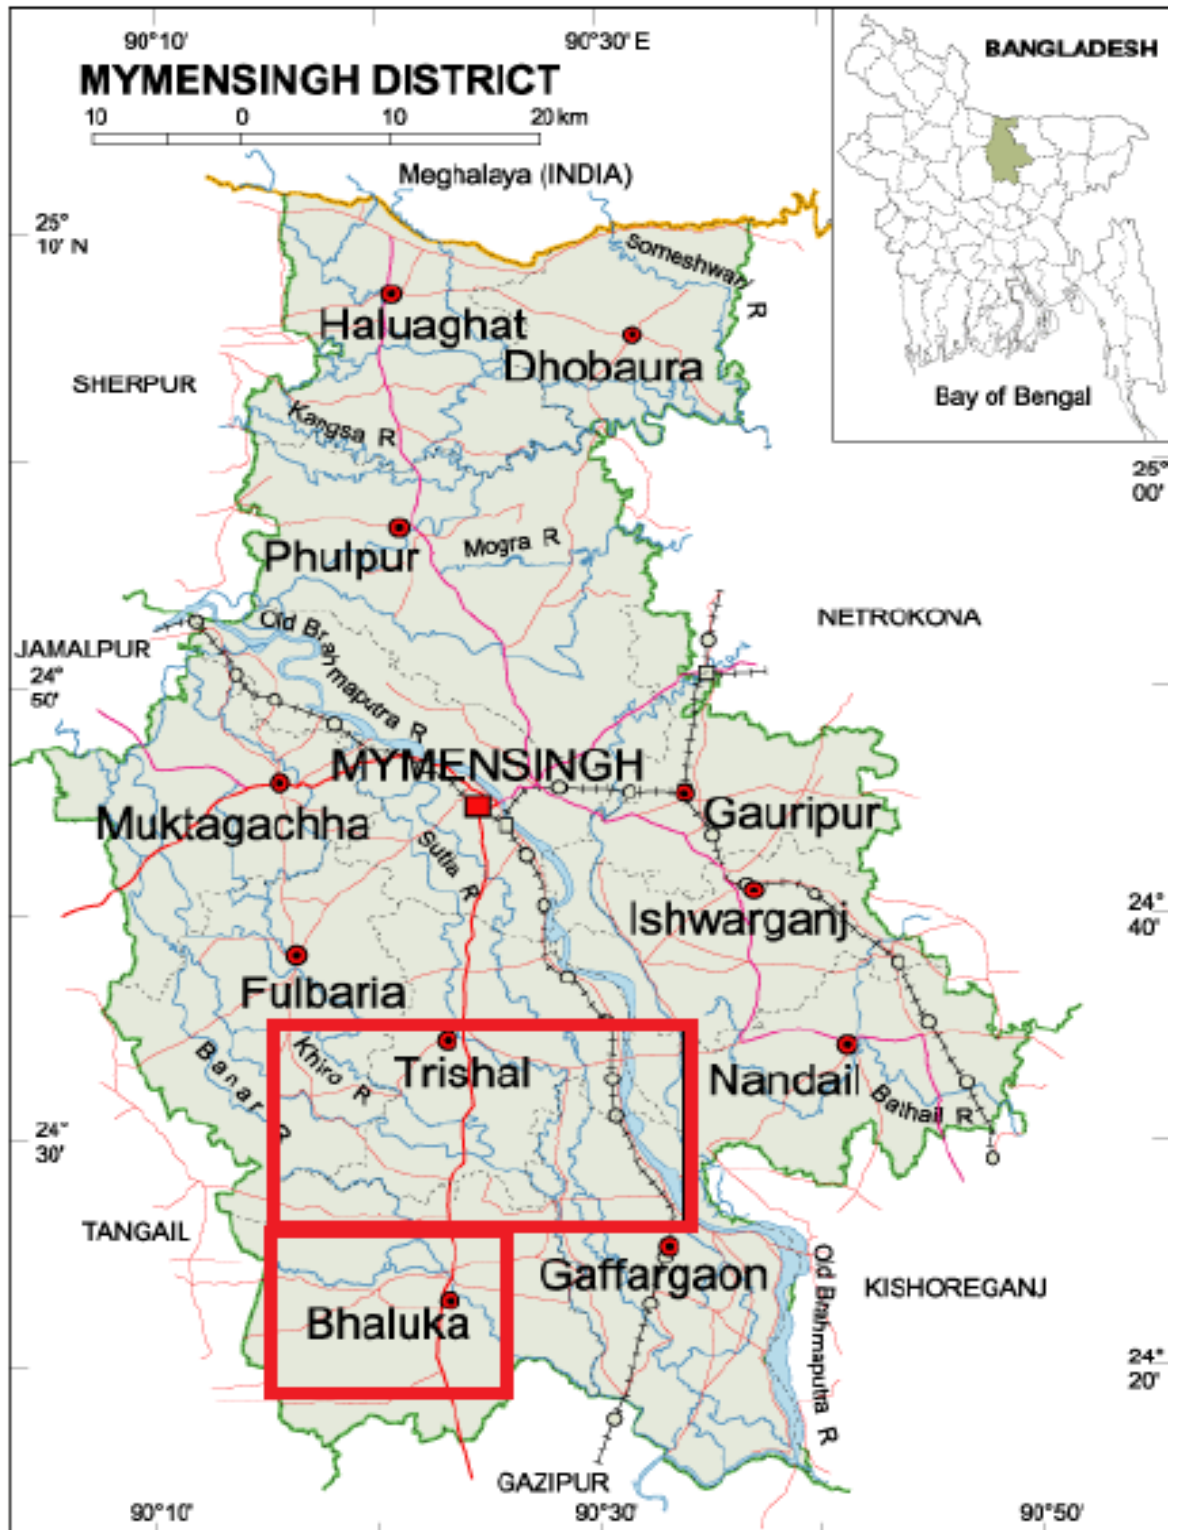 90°10'
90°30' E
BANGLADESH
MYMENSINGH DISTRICT
10 0 10 20 km
Meghalaya (INDIA)
25°
10' N
Someshwari R
Haluaghat
Dhobaura
SHERPUR
Bay of Bengal
Kangsa R
25°
00'
Phulpur
Mogra R
NETROKONA
Old Brahmaputra R
JAMALPUR
24°
50'
MYMENSINGH
Muktagachha
Gauripur
Sutia R
Ishwarganj
24°
40'
Fulbaria
Khiro R
Trishal
Nandail
Banar R
Balhail R
24°
30'
TANGAIL
Gaffargaon
Old Brahmaputra R
KISHOREGANJ
Bhaluka
24°
20'
GAZIPUR
90°10'
90°30'
90°50'